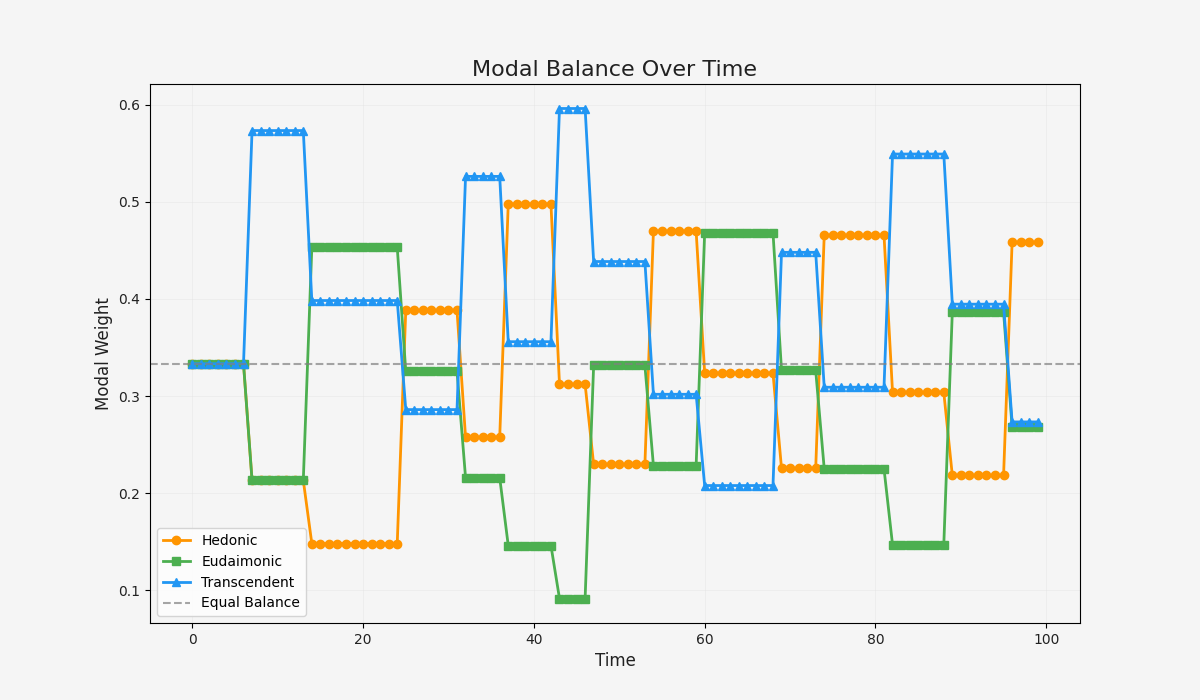 Modal Balance Over Time
Modal Weight
0.6
0.5
0.4
0.3
0.2
0.1
Hedonic
Eudaimonic
Transcendent
Equal Balance
0 20 40 60 80 100
Time